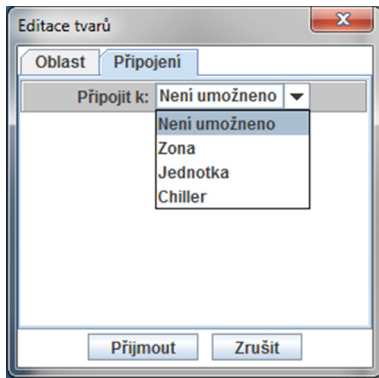 Editace tvarů
Oblast Připojení
Připojit k: Není umožneno
Není umožneno
Zona
Jednotka
Chiller
Přijmout Zrušit